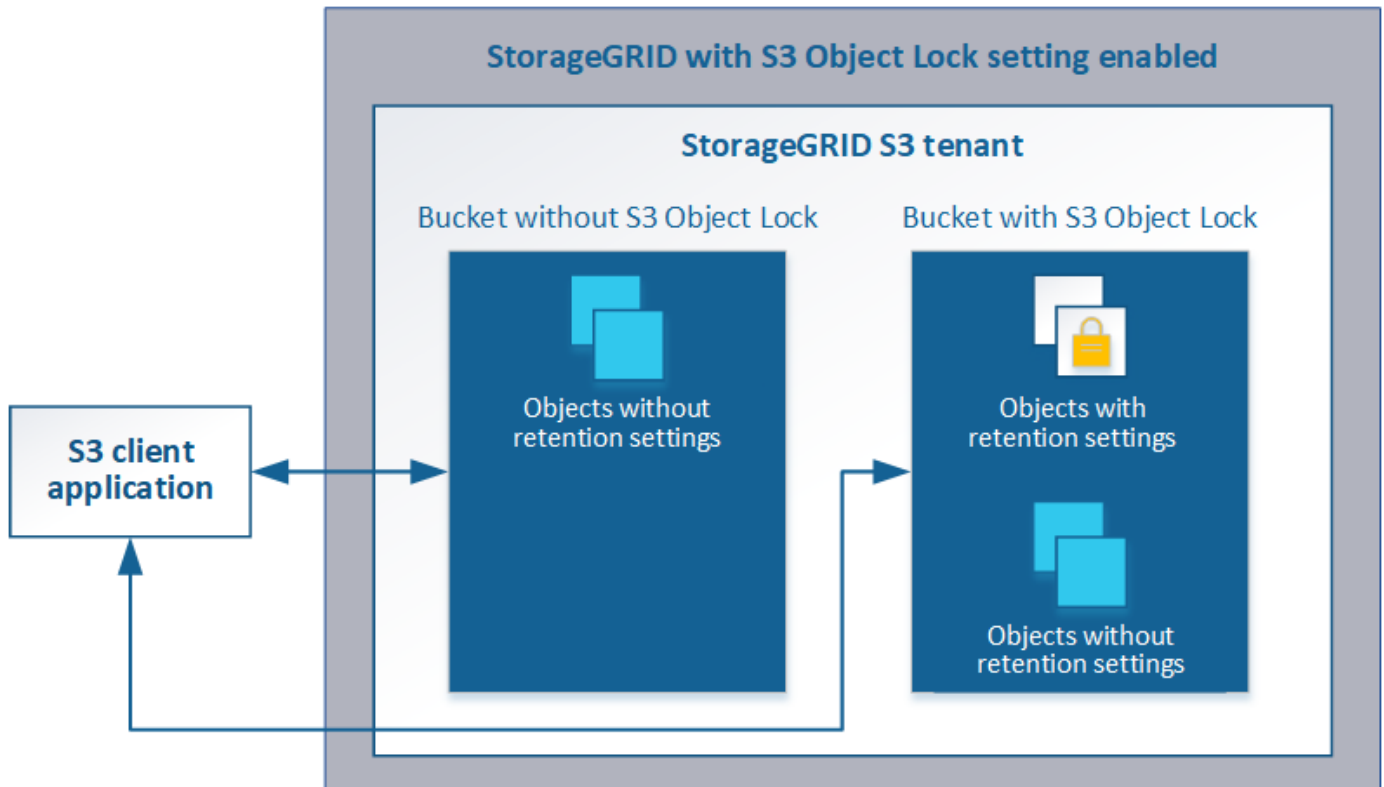 StorageGRID with S3 Object Lock setting enabled
StorageGRID S3 tenant
Bucket without S3 Object Lock
Bucket with S3 Object Lock
Objects without
retention settings
Objects with
retention settings
S3 client
application
Objects without
retention settings